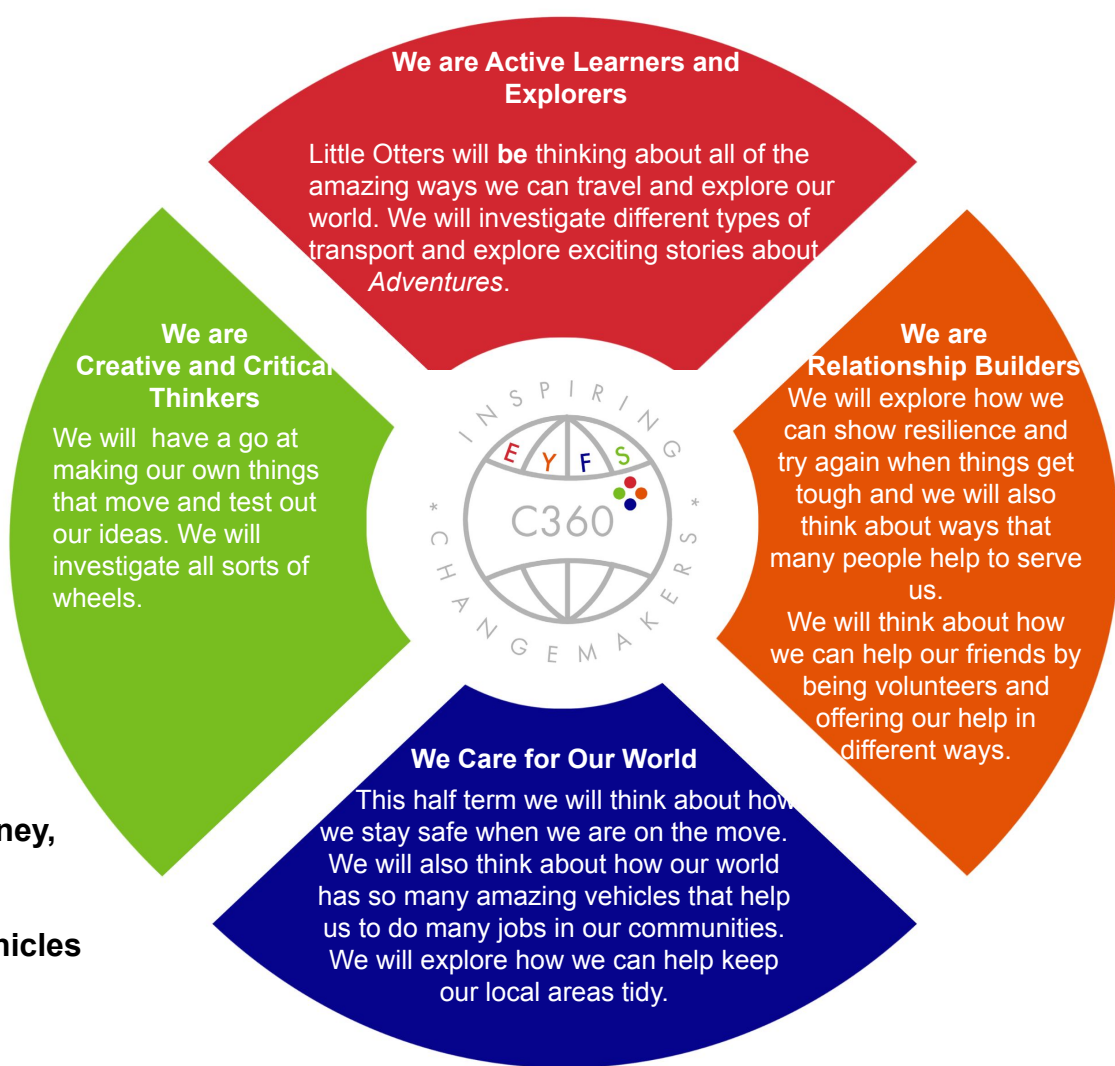 We are Active Learners and
Explorers
Little Otters will be thinking about all of the
amazing ways we can travel and explore our
world. We will investigate different types of
transport and explore exciting stories about
Adventures.
We are
Creative and Critical
Thinkers
We will have a go at
making our own things
that move and test out
our ideas. We will
investigate all sorts of
wheels.
INSPIRING
EYFS
C360
* CHANGEMAKERS *
We are
Relationship Builders
We will explore how we
can show resilience and
try again when things get
tough and we will also
think about ways that
many people help to serve
us.
We will think about how
we can help our friends by
being volunteers and
offering our help in
different ways.
We Care for Our World
This half term we will think about how
we stay safe when we are on the move.
We will also think about how our world
has so many amazing vehicles that help
us to do many jobs in our communities.
We will explore how we can help keep
our local areas tidy.
ney,
nicles